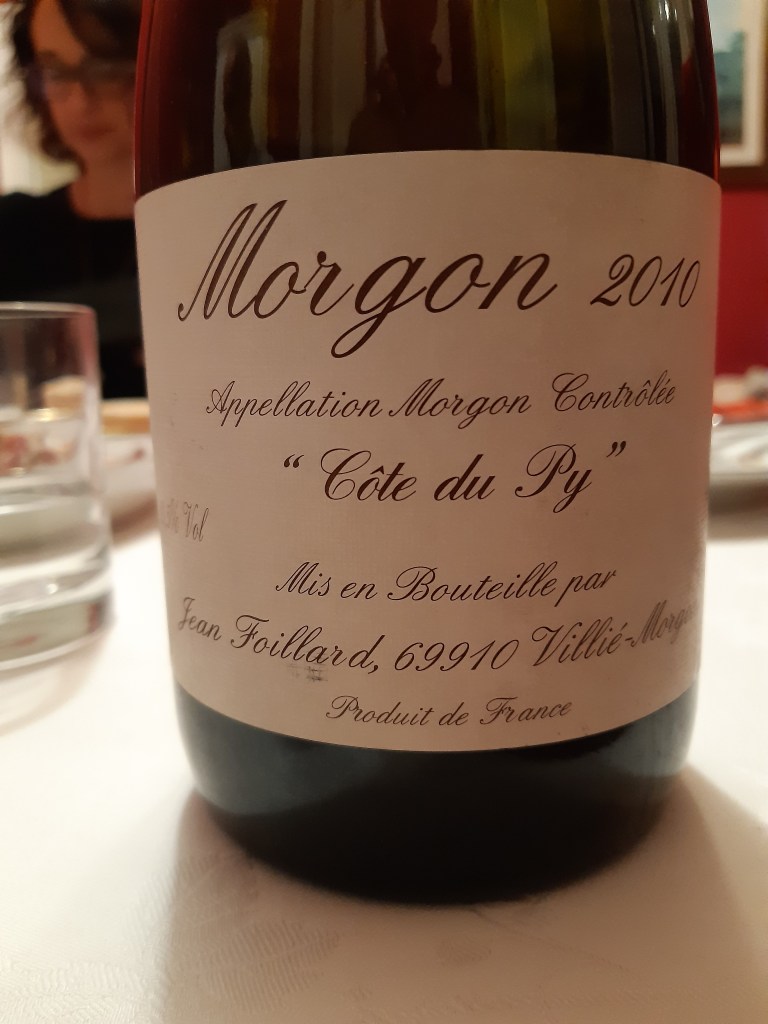 Morgon 2010
Appellation Morgon Contrôlée
“Côte du Py”
% Vol
Mis en Bouteille par
Jean Foillard, 69910 Villié-Morgon
Produit de France